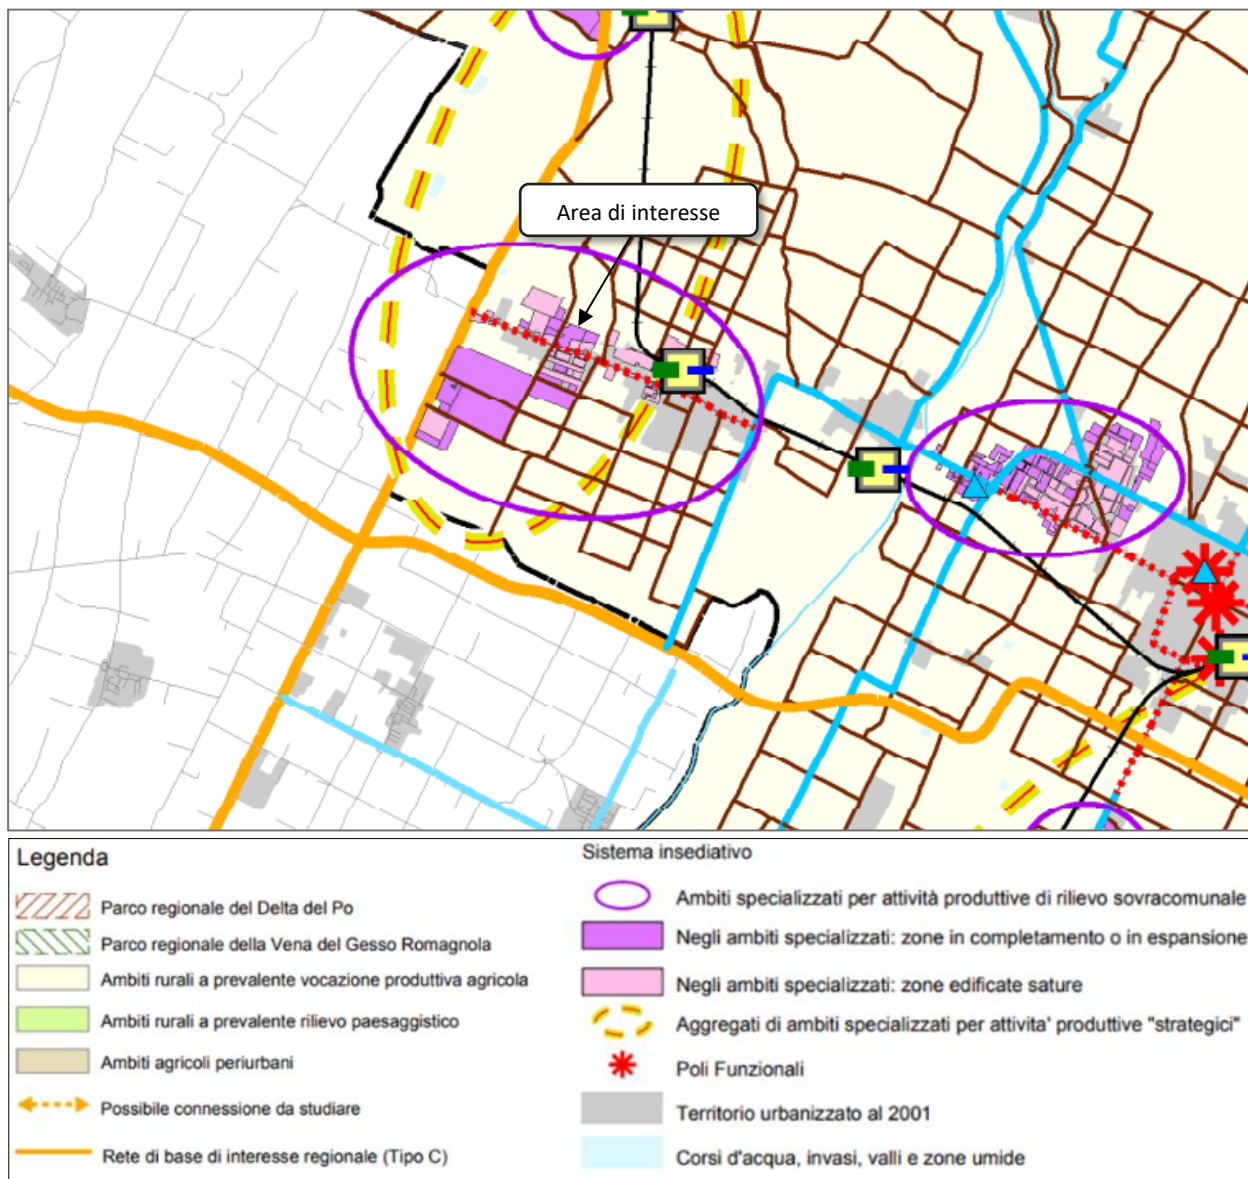 Area di interesse
Legenda
Parco regionale del Delta del Po
Parco regionale della Vena del Gesso Romagnola
Ambiti rurali a prevalente vocazione produttiva agricola
Ambiti rurali a prevalente rilievo paesaggistico
Ambiti agricoli periurbani
Possibile connessione da studiare
Rete di base di interesse regionale (Tipo C)
Sistema insediativo
Ambiti specializzati per attività produttive di rilievo sovracomunale
Negli ambiti specializzati: zone in completamento o in espansione
Negli ambiti specializzati: zone edificate sature
Aggregati di ambiti specializzati per attivita' produttive "strategici"
Poli Funzionali
Territorio urbanizzato al 2001
Corsi d'acqua, invasi, valli e zone umide